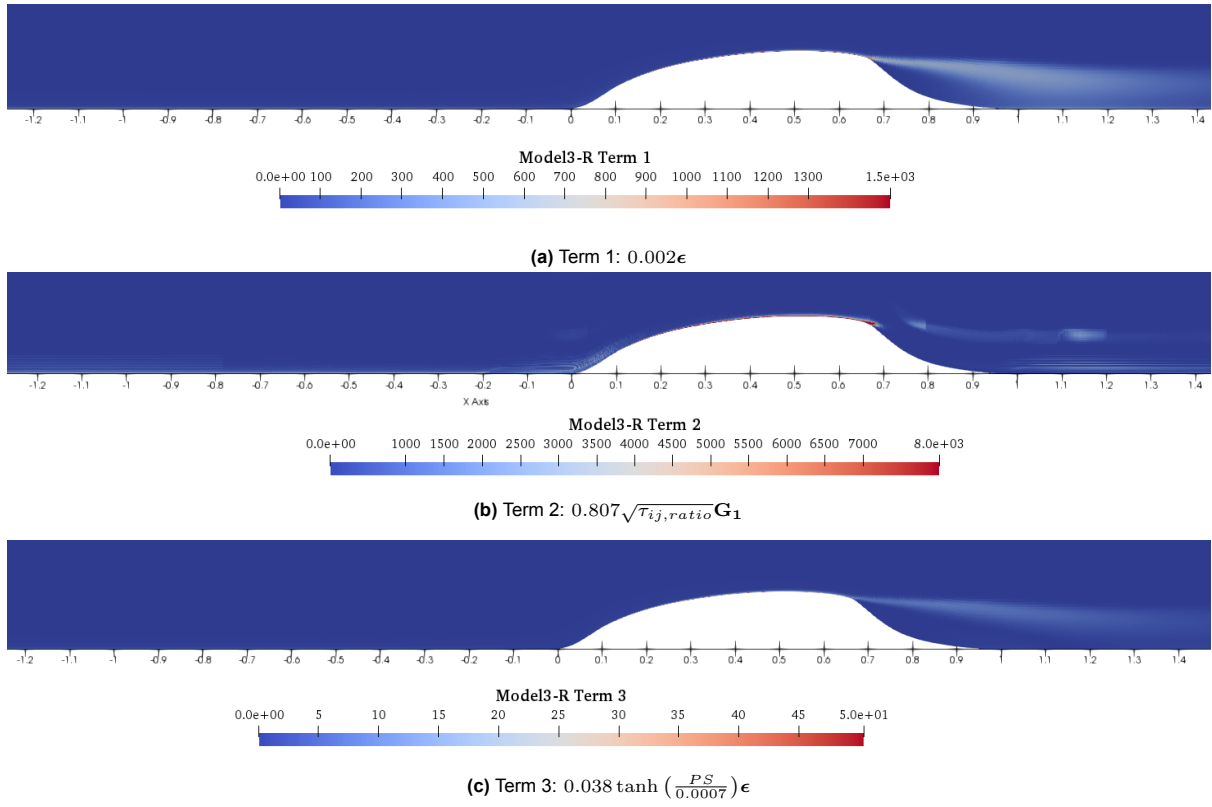 -1.2 -1.1 -1 -0.9 -0.8 -0.7 -0.6 -0.5 -0.4 -0.3 -0.2 -0.1 0 0.1 0.2 0.3 0.4 0.5 0.6 0.7 0.8 0.9 1 1.1 1.2 1.3 1.4
Model3-R Term 1
0.0e+00 100 200 300 400 500 600 700 800 900 1000 1100 1200 1300 1.5e+03
(a) Term 1: 0.002ϵ
-1.2 -1.1 -1 -0.9 -0.8 -0.7 -0.6 -0.5 -0.4 -0.3 -0.2 -0.1 0 0.1 0.2 0.3 0.4 0.5 0.6 0.7 0.8 0.9 1 1.1 1.2 1.3 1.4
X Axis
Model3-R Term 2
0.0e+00 1000 1500 2000 2500 3000 3500 4000 4500 5000 5500 6000 6500 7000 8.0e+03
(b) Term 2: 0.807√τ_{ij,ratio} G₁
-1.2 -1.1 -1 -0.9 -0.8 -0.7 -0.6 -0.5 -0.4 -0.3 -0.2 -0.1 0 0.1 0.2 0.3 0.4 0.5 0.6 0.7 0.8 0.9 1 1.1 1.2 1.3 1.4
Model3-R Term 3
0.0e+00 5 10 15 20 25 30 35 40 45 5.0e+01
(c) Term 3: 0.038 tanh (PS/0.0007) ϵ